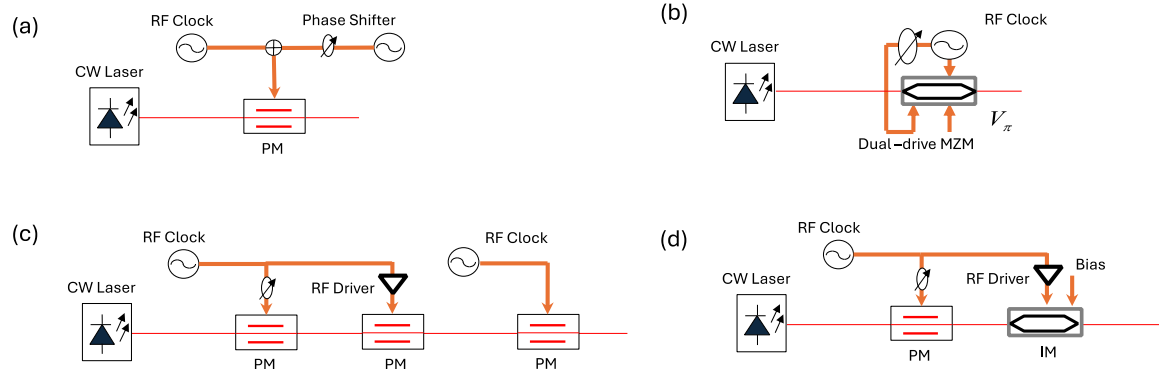 (a)
RF Clock
Phase Shifter
CW Laser
PM
(b)
RF Clock
CW Laser
Vπ
Dual–drive MZM
(c)
RF Clock
RF Clock
CW Laser
RF Driver
PM
PM
PM
(d)
RF Clock
CW Laser
RF Driver
Bias
PM
IM